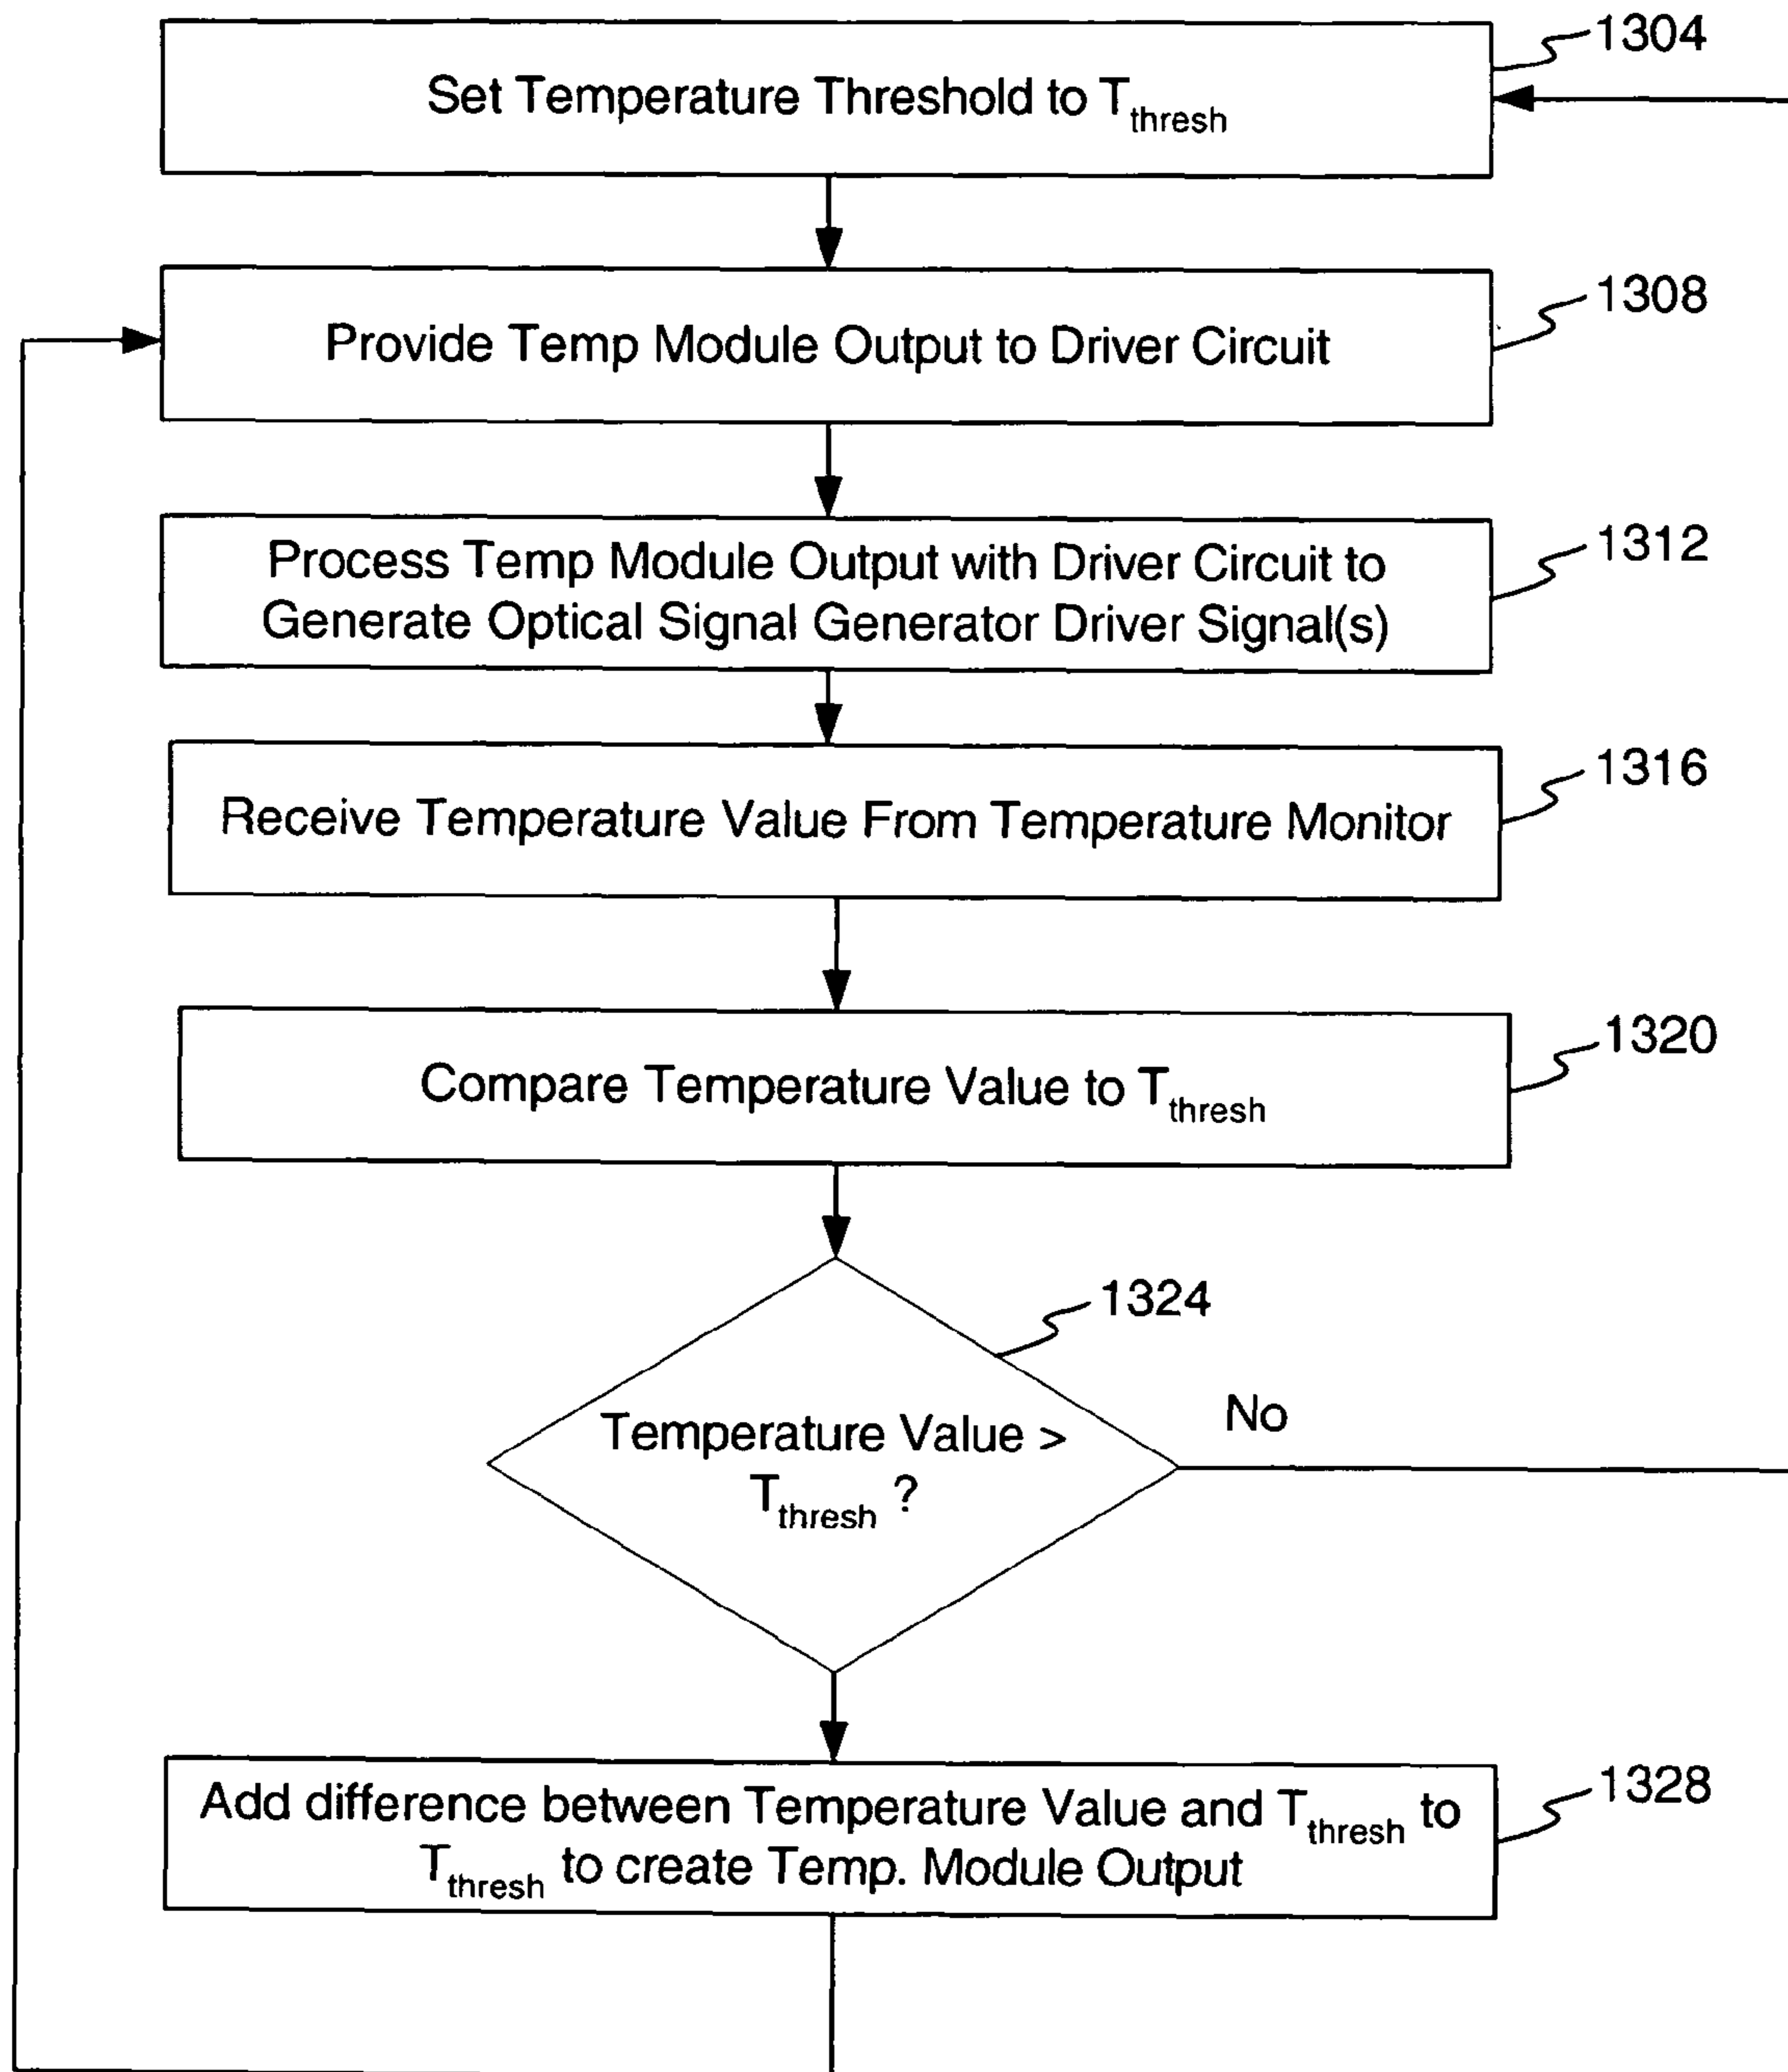 1304
Set Temperature Threshold to Tthresh
1308
Provide Temp Module Output to Driver Circuit
1312
Process Temp Module Output with Driver Circuit to
Generate Optical Signal Generator Driver Signal(s)
1316
Receive Temperature Value From Temperature Monitor
1320
Compare Temperature Value to Tthresh
1324
Temperature Value >
Tthresh ?
No
1328
Add difference between Temperature Value and Tthresh to
Tthresh to create Temp. Module Output